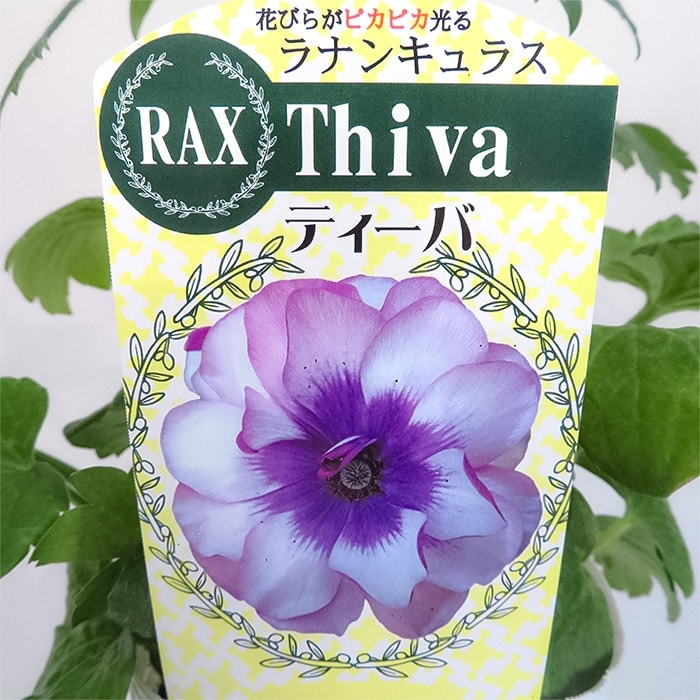 花びらがピカピカ光る
ラナンキュラス
RAX Thiva
ティーバ